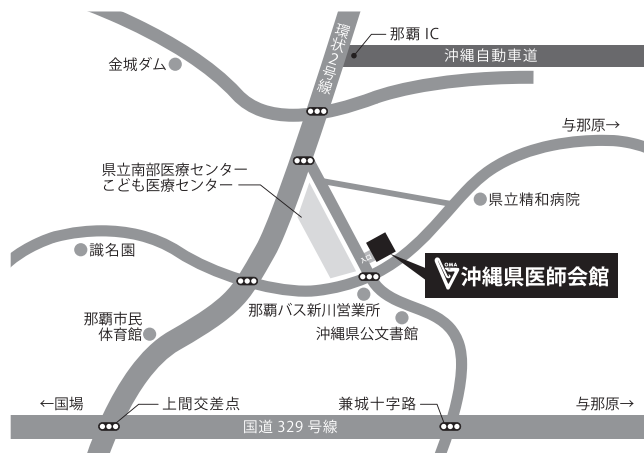 環状2号線
那覇 IC
沖縄自動車道
金城ダム
与那原→
県立南部医療センター
こども医療センター
県立精和病院
入口
識名園
OMA
沖縄県医師会館
那覇バス新川営業所
沖縄県公文書館
那覇市民
体育館
←国場
上間交差点
兼城十字路
与那原→
国道 329 号線